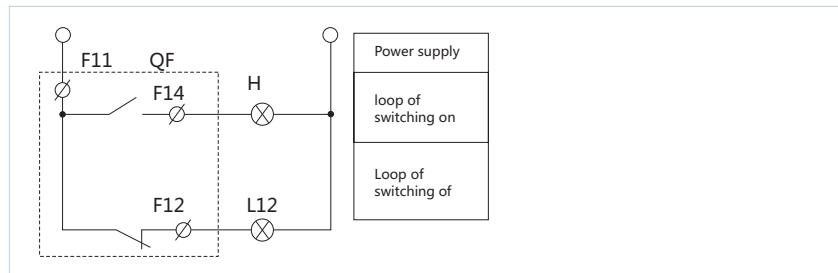 F11
QF
F14
H
F12
L12
Power supply
loop of
switching on
Loop of
switching of